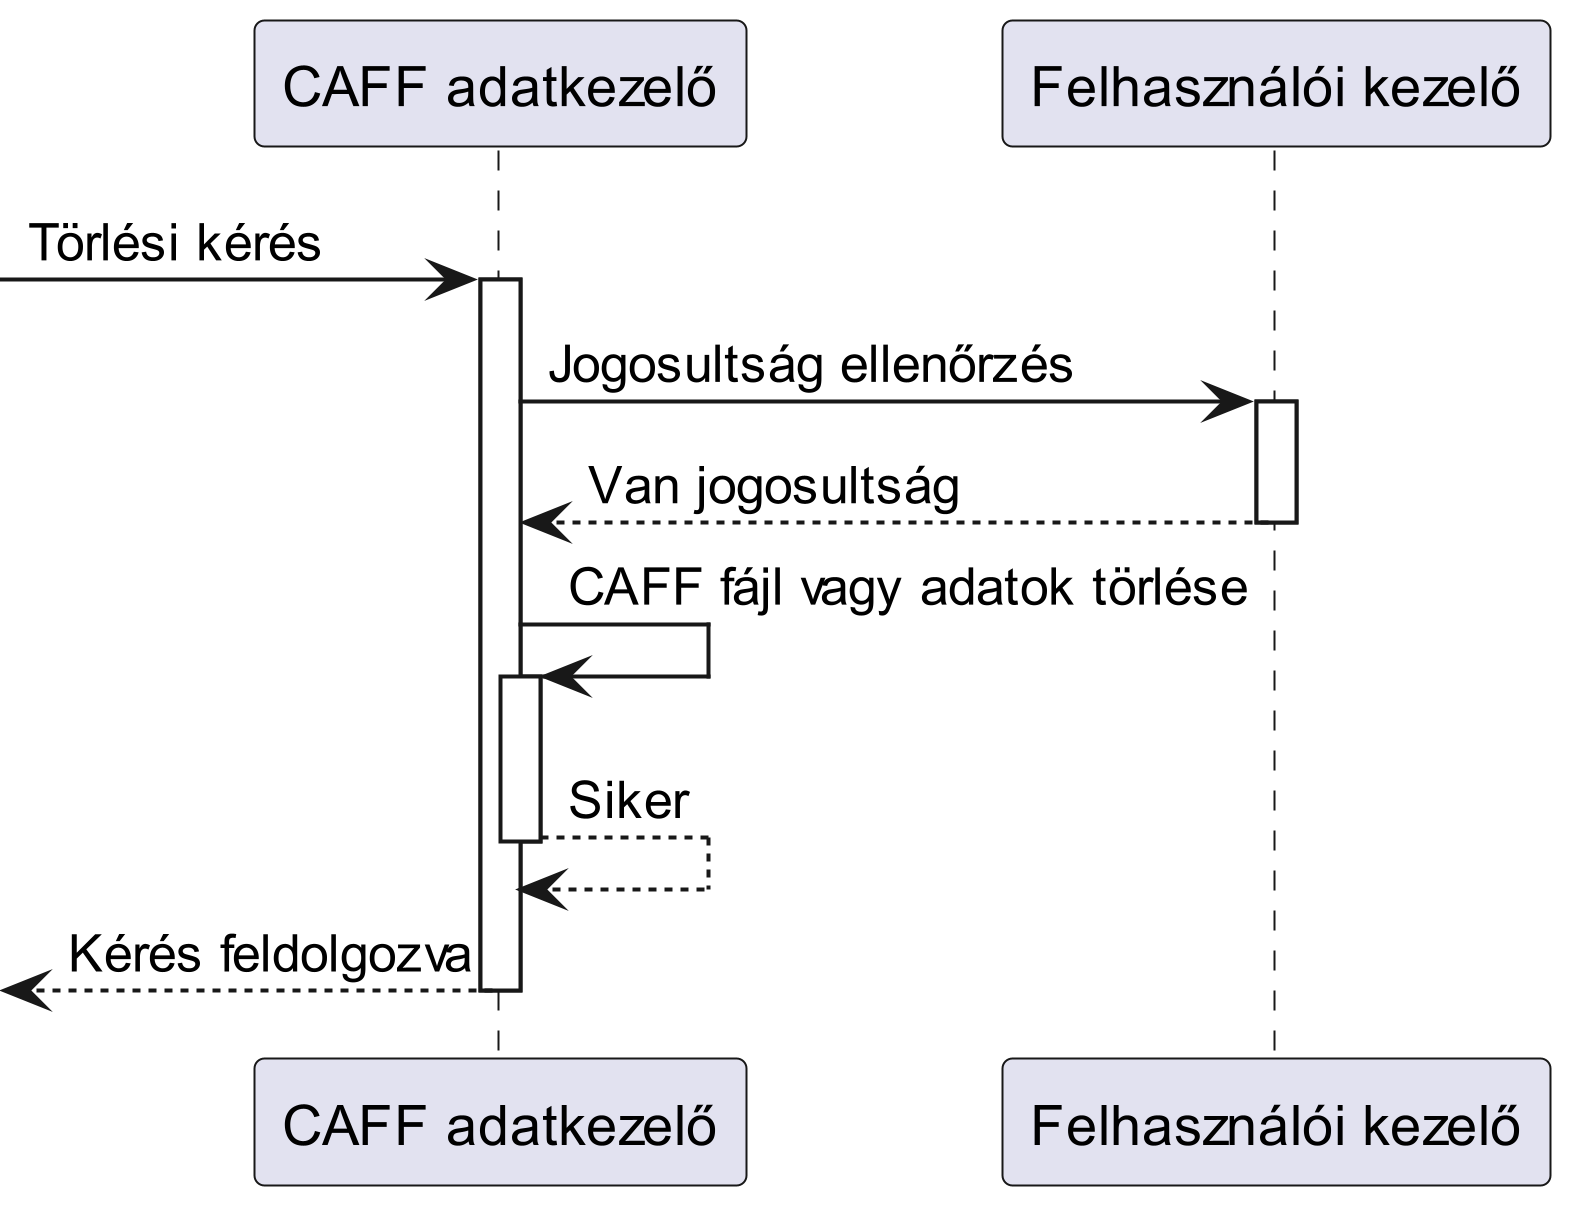 CAFF adatkezelő
Felhasználói kezelő
Törlési kérés
Jogosultság ellenőrzés
Van jogosultság
CAFF fájl vagy adatok törlése
Siker
Kérés feldolgozva
CAFF adatkezelő
Felhasználói kezelő